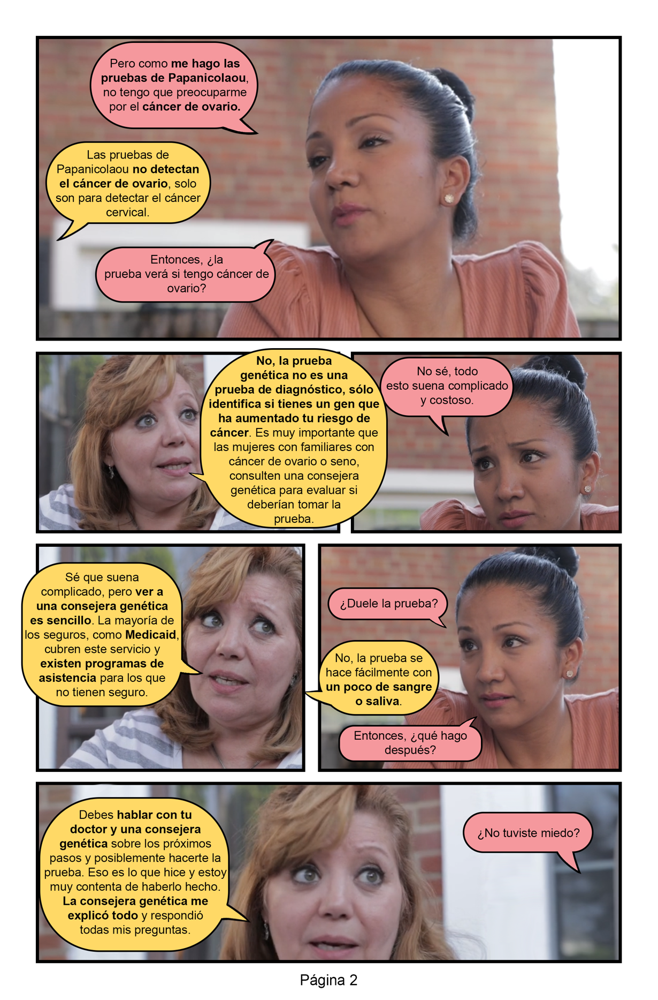 Pero como me hago las
pruebas de Papanicolaou,
no tengo que preocuparme
por el cáncer de ovario.
Las pruebas de
Papanicolaou no detectan
el cáncer de ovario, solo
son para detectar el cáncer
cervical.
Entonces, ¿la
prueba verá si tengo cáncer de
ovario?
No, la prueba
genética no es una
prueba de diagnóstico, sólo
identifica si tienes un gen que
ha aumentado tu riesgo de
cáncer. Es muy importante que
las mujeres con familiares con
cáncer de ovario o seno,
consulten una consejera
genética para evaluar si
deberían tomar la
prueba.
No sé, todo
esto suena complicado
y costoso.
Sé que suena
complicado, pero ver a
una consejera genética
es sencillo. La mayoría de
los seguros, como Medicaid,
cubren este servicio y
existen programas de
asistencia para los que
no tienen seguro.
¿Duele la prueba?
No, la prueba se
hace fácilmente con
un poco de sangre
o saliva.
Entonces, ¿qué hago
después?
Debes hablar con tu
doctor y una consejera
genética sobre los próximos
pasos y posiblemente hacerte la
prueba. Eso es lo que hice y estoy
muy contenta de haberlo hecho.
La consejera genética me
explicó todo y respondió
todas mis preguntas.
¿No tuviste miedo?
Página 2